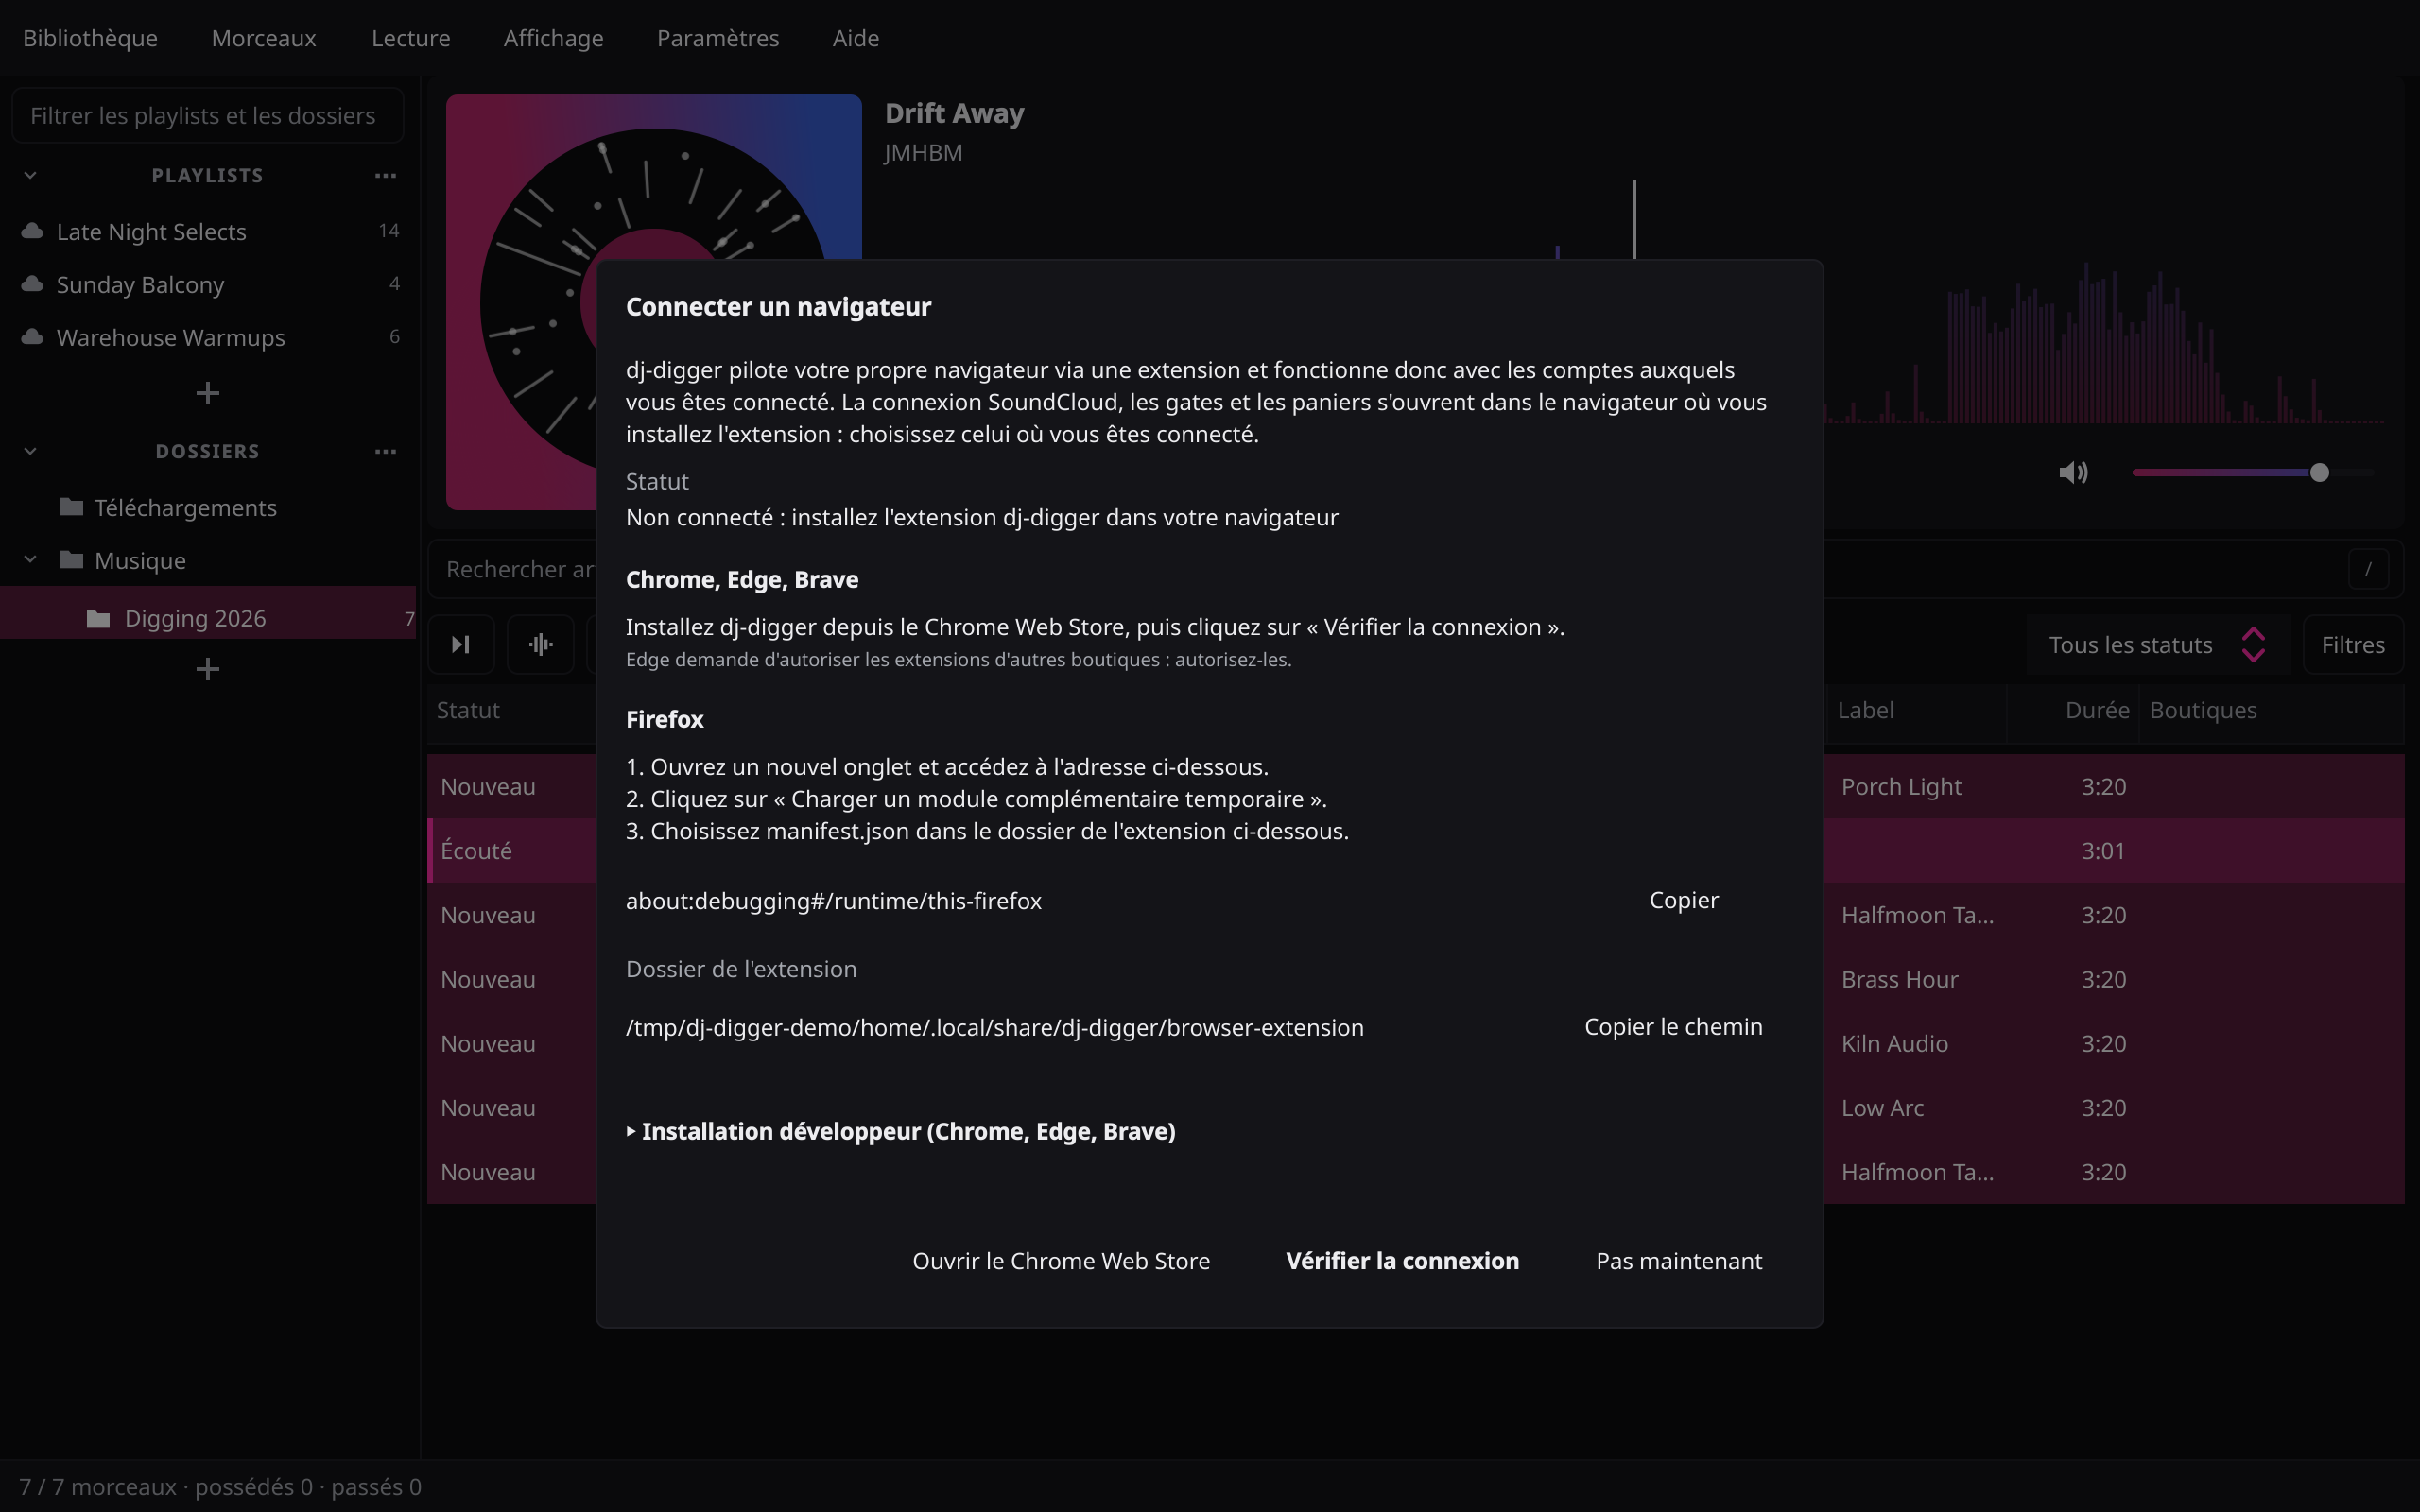 Bibliothèque Morceaux Lecture Affichage Paramètres Aide
Filtrer les playlists et les dossiers
PLAYLISTS
Late Night Selects 14
Sunday Balcony 4
Warehouse Warmups 6
DOSSIERS
Téléchargements
Musique
Digging 2026 7
Drift Away
JMHBM
Rechercher ar
/
Tous les statuts
Filtres
Statut Label Durée Boutiques
Nouveau Porch Light 3:20
Écouté 3:01
Nouveau Halfmoon Ta... 3:20
Nouveau Brass Hour 3:20
Nouveau Kiln Audio 3:20
Nouveau Low Arc 3:20
Nouveau Halfmoon Ta... 3:20
Connecter un navigateur
dj-digger pilote votre propre navigateur via une extension et fonctionne donc avec les comptes auxquels
vous êtes connecté. La connexion SoundCloud, les gates et les paniers s'ouvrent dans le navigateur où vous
installez l'extension : choisissez celui où vous êtes connecté.
Statut
Non connecté : installez l'extension dj-digger dans votre navigateur
Chrome, Edge, Brave
Installez dj-digger depuis le Chrome Web Store, puis cliquez sur « Vérifier la connexion ».
Edge demande d'autoriser les extensions d'autres boutiques : autorisez-les.
Firefox
1. Ouvrez un nouvel onglet et accédez à l'adresse ci-dessous.
2. Cliquez sur « Charger un module complémentaire temporaire ».
3. Choisissez manifest.json dans le dossier de l'extension ci-dessous.
about:debugging#/runtime/this-firefox Copier
Dossier de l'extension
/tmp/dj-digger-demo/home/.local/share/dj-digger/browser-extension Copier le chemin
Installation développeur (Chrome, Edge, Brave)
Ouvrir le Chrome Web Store Vérifier la connexion Pas maintenant
7 / 7 morceaux · possédés 0 · passés 0